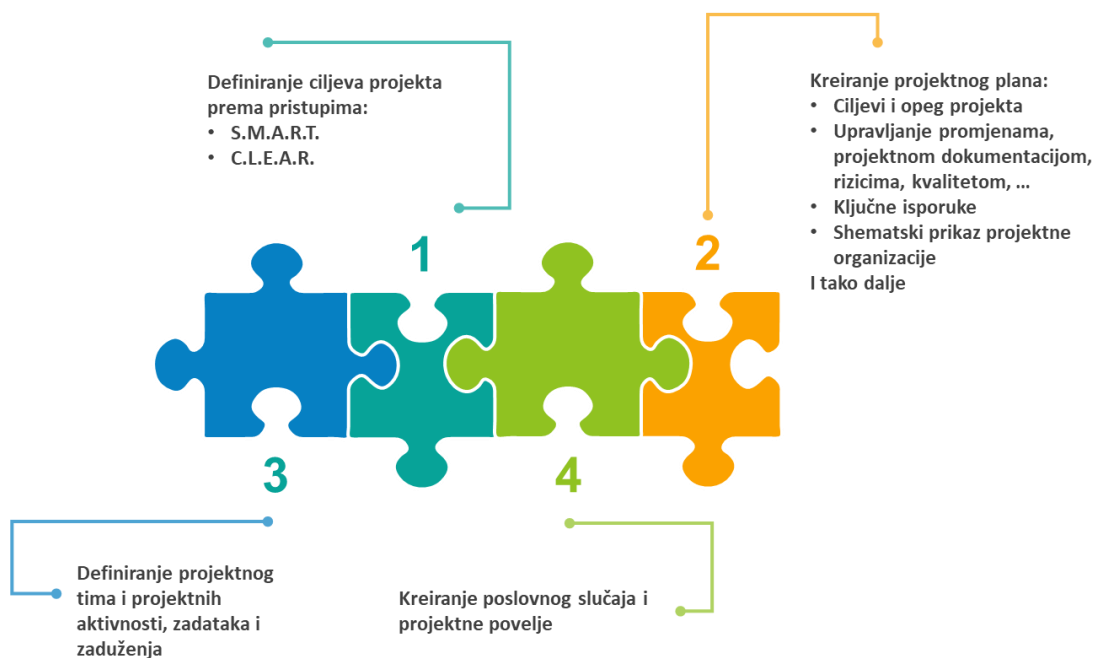 Definiranje ciljeva projekta
prema pristupima:
• S.M.A.R.T.
• C.L.E.A.R.
1
Kreiranje projektnog plana:
• Ciljevi i opeg projekta
• Upravljanje promjenama,
projektnom dokumentacijom,
rizicima, kvalitetom, ...
• Ključne isporuke
• Shematski prikaz projektne
organizacije
I tako dalje
2
3
Definiranje projektnog
tima i projektnih
aktivnosti, zadataka i
zaduženja
4
Kreiranje poslovnog slučaja i
projektne povelje